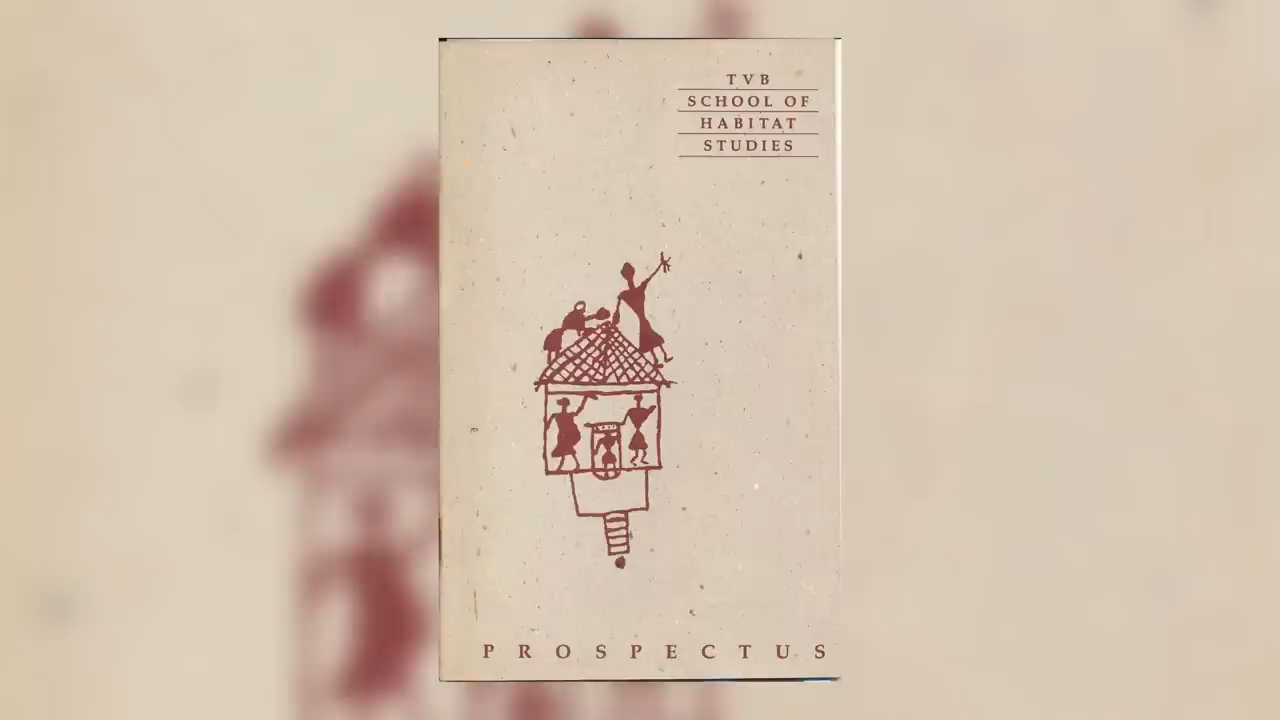 TVB
SCHOOL OF
HABITAT
STUDIES
PROSPECTUS